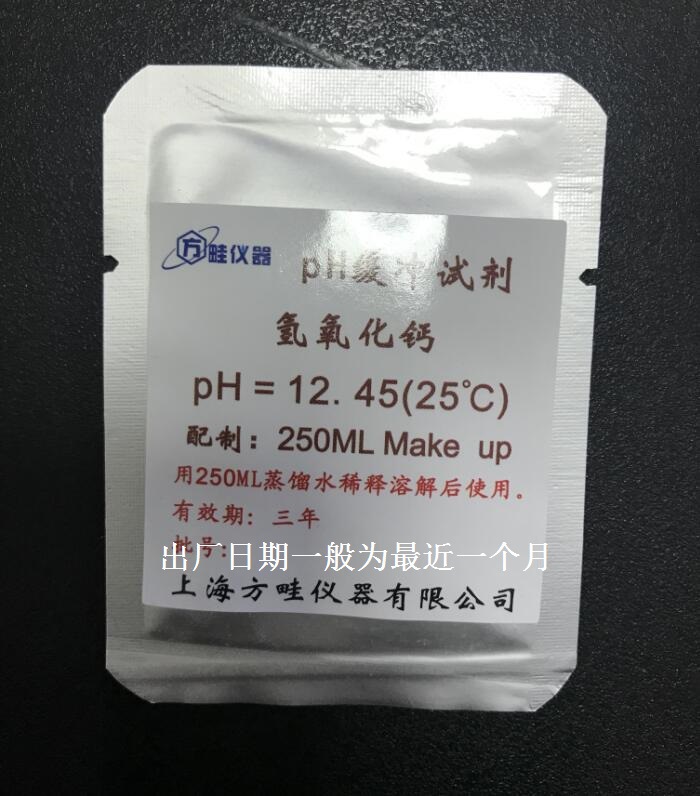 方畦仪器
pH缓冲试剂
氢氧化钙
pH = 12. 45(25℃)
配制：250ML Make up
用250ML蒸馏水稀释溶解后使用。
有效期：三年
批号：
出厂日期一般为最近一个月
上海方畦仪器有限公司